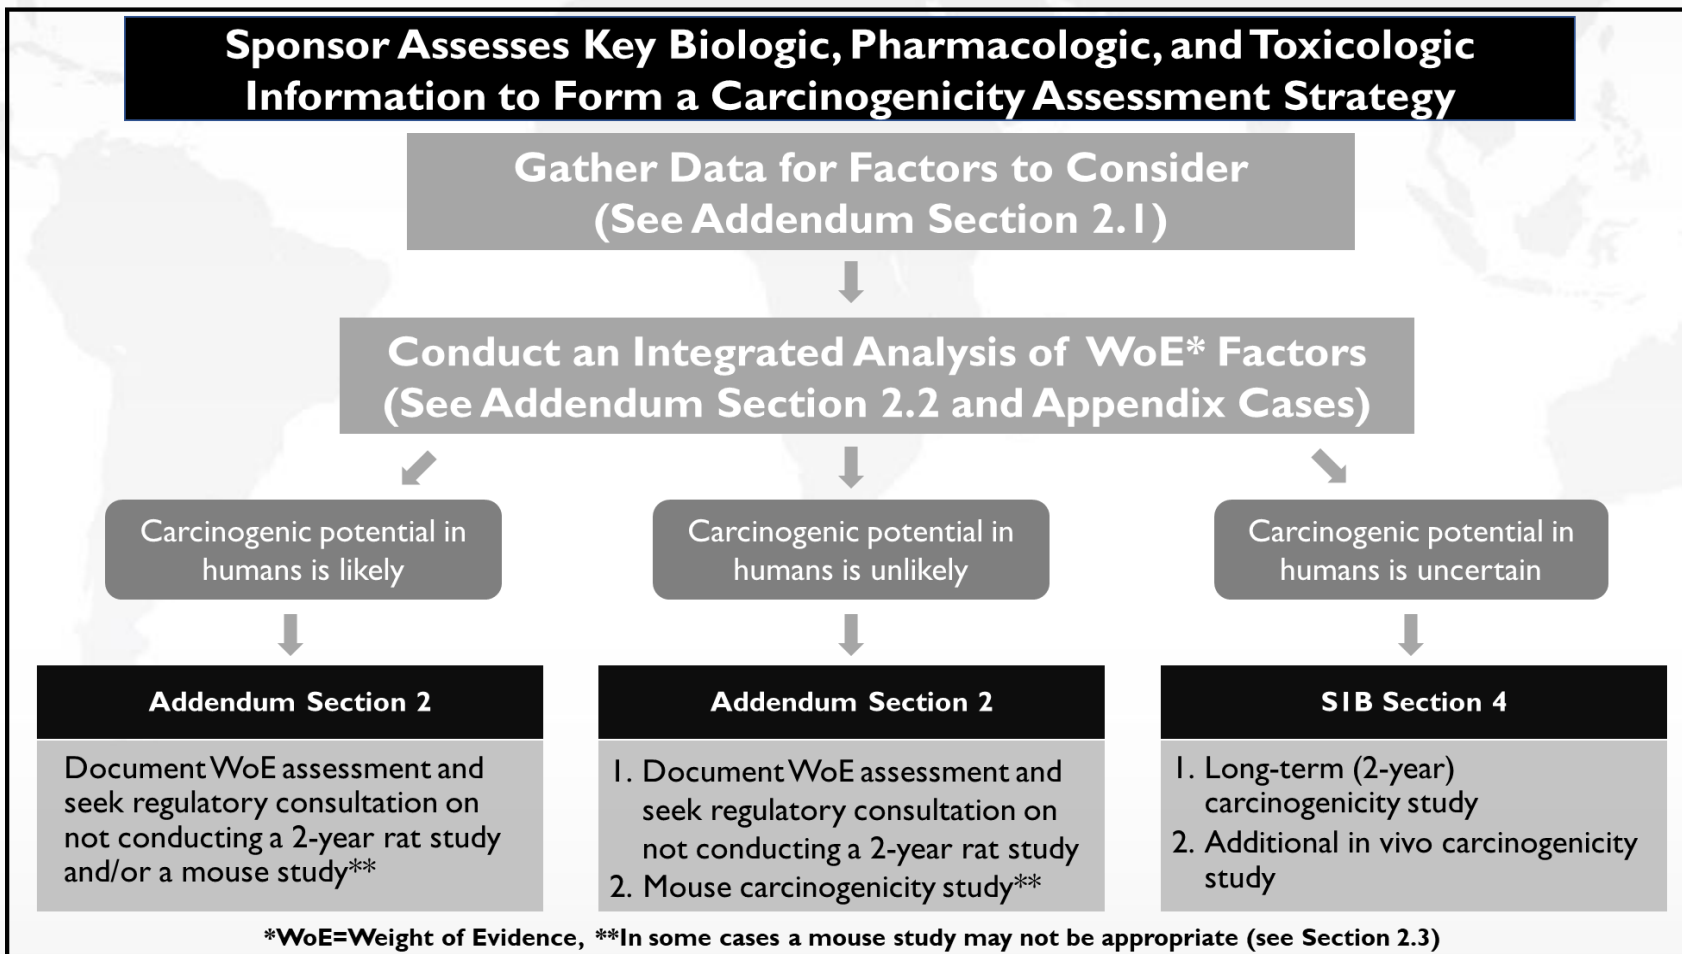 Sponsor Assesses Key Biologic, Pharmacologic, and Toxicologic
Information to Form a Carcinogenicity Assessment Strategy
Gather Data for Factors to Consider
(See Addendum Section 2.1)
Conduct an Integrated Analysis of WoE* Factors
(See Addendum Section 2.2 and Appendix Cases)
Carcinogenic potential in
humans is likely
Carcinogenic potential in
humans is unlikely
Carcinogenic potential in
humans is uncertain
Addendum Section 2
Document WoE assessment and
seek regulatory consultation on
not conducting a 2-year rat study
and/or a mouse study**
Addendum Section 2
1. Document WoE assessment and
seek regulatory consultation on
not conducting a 2-year rat study
2. Mouse carcinogenicity study**
S1B Section 4
1. Long-term (2-year)
carcinogenicity study
2. Additional in vivo carcinogenicity
study
*WoE=Weight of Evidence, **In some cases a mouse study may not be appropriate (see Section 2.3)